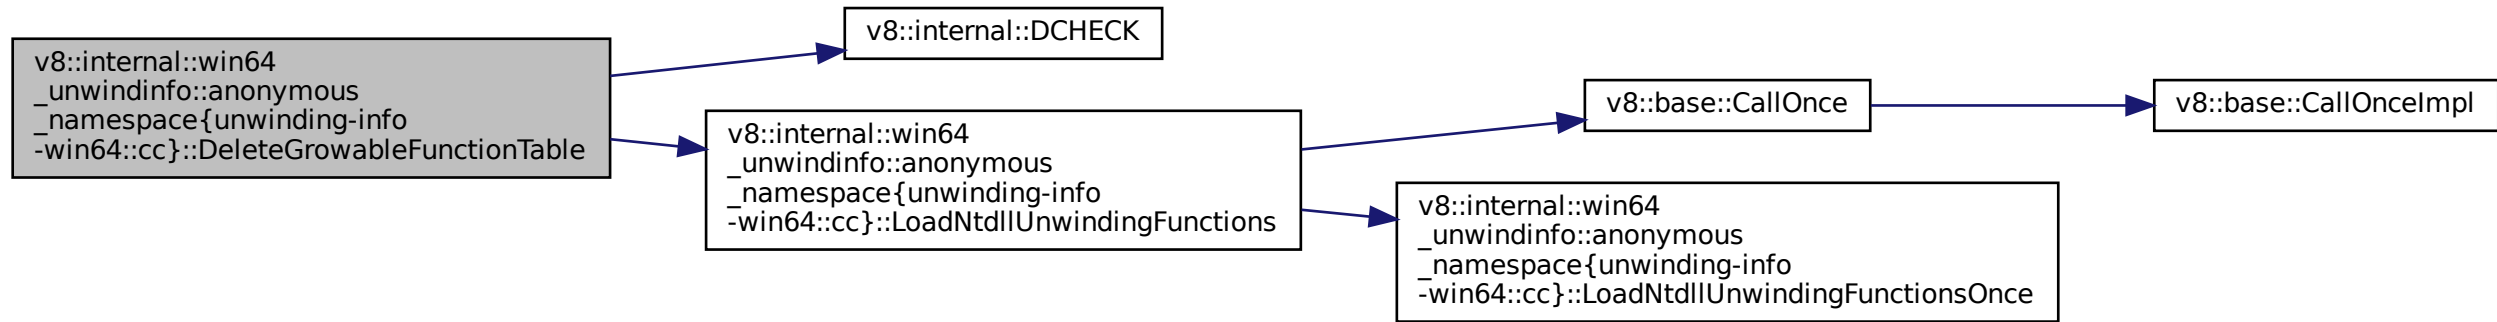 v8::internal::win64
_unwindinfo::anonymous
_namespace{unwinding-info
-win64::cc}::DeleteGrowableFunctionTable
v8::internal::DCHECK
v8::internal::win64
_unwindinfo::anonymous
_namespace{unwinding-info
-win64::cc}::LoadNtdllUnwindingFunctions
v8::base::CallOnce
v8::base::CallOnceImpl
v8::internal::win64
_unwindinfo::anonymous
_namespace{unwinding-info
-win64::cc}::LoadNtdllUnwindingFunctionsOnce